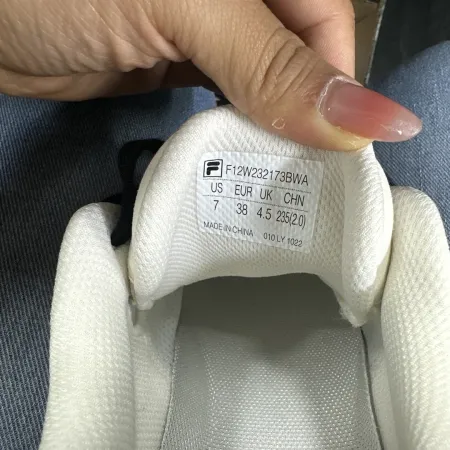 F12W232173BWA
US EUR UK CHN
7 38 4.5 235(2.0)
MADE IN CHINA 010 LY 1022